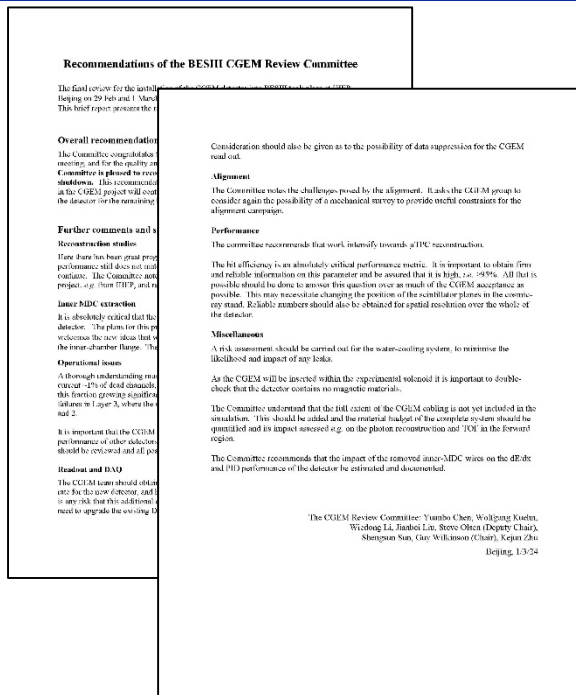 Recommendations of the BESIII CGEM Review Committee
The final review for the
Beijing on 29 Feb and 1 March
This brief report presents the
Overall recommendation
The Committee congratulates
meeting, and for the quality an
Committee is pleased to
shutdown. This recommenda
in the CGEM project will cont
the detector for the remaining
Further comments and s
Reconstruction studies
Here there has been great prog
performance still does not
continue. The Committee
project, e.g. from IHEP, and
Inner MDC extraction
It is absolutely critical that the
detector. The plans for this
welcomes the new ideas that
the inner-chamber flange. The
Operational issues
A thorough understanding
current ~1% of dead channels,
this fraction growing significa
failures in Layer 3, where the
and 2.
It is important that the CGEM
performance of other detectors
should be reviewed and all
Readout and DAQ
The CGEM team should obtain
rate for the new detector, and
is any risk that this additional
need to upgrade the existing D
Consideration should also be given as to the possibility of data suppression for the CGEM
read out.
Alignment
The Committee notes the challenges posed by the alignment. It asks the CGEM group to
consider again the possibility of a mechanical survey to provide useful constraints for the
alignment campaign.
Performance
The committee recommends that work intensify towards μTPC reconstruction.
The hit efficiency is an absolutely critical performance metric. It is important to obtain firm
and reliable information on this parameter and be assured that it is high, i.e. >95%. All that is
possible should be done to answer this question over as much of the CGEM acceptance as
possible. This may necessitate changing the position of the scintillator planes in the cosmic-
ray stand. Reliable numbers should also be obtained for spatial resolution over the whole of
the detector.
Miscellaneous
A risk assessment should be carried out for the water-cooling system, to minimise the
likelihood and impact of any leaks.
As the CGEM will be inserted within the experimental solenoid it is important to double-
check that the detector contains no magnetic materials.
The Committee understand that the full extent of the CGEM cabling is not yet included in the
simulation. This should be added and the material budget of the complete system should be
quantified and its impact assessed e.g. on the photon reconstruction and TOF in the forward
region.
The Committee recommends that the impact of the removed inner-MDC wires on the dE/dx
and PID performance of the detector be estimated and documented.
The CGEM Review Committee: Yuanbo Chen, Wolfgang Kuehn,
Weidong Li, Jianbei Liu, Steve Olsen (Deputy Chair),
Shengsun Sun, Guy Wilkinson (Chair), Kejun Zhu
Beijing, 1/3/24